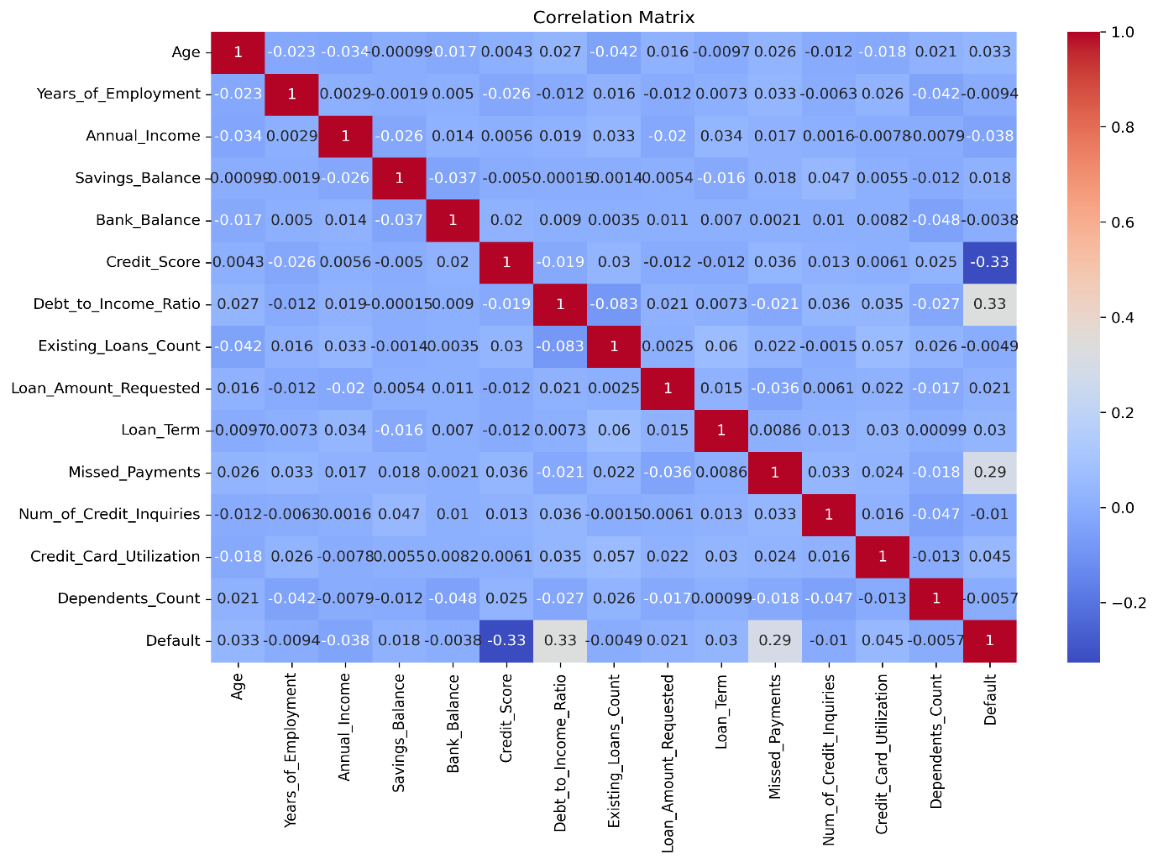 Correlation Matrix
Age 1 -0.023 -0.034 -0.00099 -0.017 0.0043 0.027 -0.042 0.016 -0.0097 0.026 -0.012 -0.018 0.021 0.033
Years_of_Employment -0.023 1 0.0029 -0.0019 0.005 -0.026 -0.012 0.016 -0.012 0.0073 0.033 -0.0063 0.026 -0.042 -0.0094
Annual_Income -0.034 0.0029 1 -0.026 0.014 0.0056 0.019 0.033 -0.02 0.034 0.017 0.0016 -0.0078 -0.0079 -0.038
Savings_Balance -0.00099 -0.0019 -0.026 1 -0.037 -0.005 -0.00015 -0.0014 0.0054 -0.016 0.018 0.047 0.0055 -0.012 0.018
Bank_Balance -0.017 0.005 0.014 -0.037 1 0.02 0.009 0.0035 0.011 0.007 0.0021 0.01 0.0082 -0.048 -0.0038
Credit_Score 0.0043 -0.026 0.0056 -0.005 0.02 1 -0.019 0.03 -0.012 -0.012 0.036 0.013 0.0061 0.025 -0.33
Debt_to_Income_Ratio 0.027 -0.012 0.019 -0.00015 0.009 -0.019 1 -0.083 0.021 0.0073 -0.021 0.036 0.035 -0.027 0.33
Existing_Loans_Count -0.042 0.016 0.033 -0.0014 0.0035 0.03 -0.083 1 0.0025 0.06 0.022 -0.0015 0.057 0.026 -0.0049
Loan_Amount_Requested 0.016 -0.012 -0.02 0.0054 0.011 -0.012 0.021 0.0025 1 0.015 -0.036 0.0061 0.022 -0.017 0.021
Loan_Term -0.0097 0.0073 0.034 -0.016 0.007 -0.012 0.0073 0.06 0.015 1 0.0086 0.013 0.03 0.00099 0.03
Missed_Payments 0.026 0.033 0.017 0.018 0.0021 0.036 -0.021 0.022 -0.036 0.0086 1 0.033 0.024 -0.018 0.29
Num_of_Credit_Inquiries -0.012 -0.0063 0.0016 0.047 0.01 0.013 0.036 -0.0015 0.0061 0.013 0.033 1 0.016 -0.047 -0.01
Credit_Card_Utilization -0.018 0.026 -0.0078 0.0055 0.0082 0.0061 0.035 0.057 0.022 0.03 0.024 0.016 1 -0.013 0.045
Dependents_Count 0.021 -0.042 -0.0079 -0.012 -0.048 0.025 -0.027 0.026 -0.017 0.00099 -0.018 -0.047 -0.013 1 -0.0057
Default 0.033 -0.0094 -0.038 0.018 -0.0038 -0.33 0.33 -0.0049 0.021 0.03 0.29 -0.01 0.045 -0.0057 1
Age
Years_of_Employment
Annual_Income
Savings_Balance
Bank_Balance
Credit_Score
Debt_to_Income_Ratio
Existing_Loans_Count
Loan_Amount_Requested
Loan_Term
Missed_Payments
Num_of_Credit_Inquiries
Credit_Card_Utilization
Dependents_Count
Default
1.0
0.8
0.6
0.4
0.2
0.0
−0.2